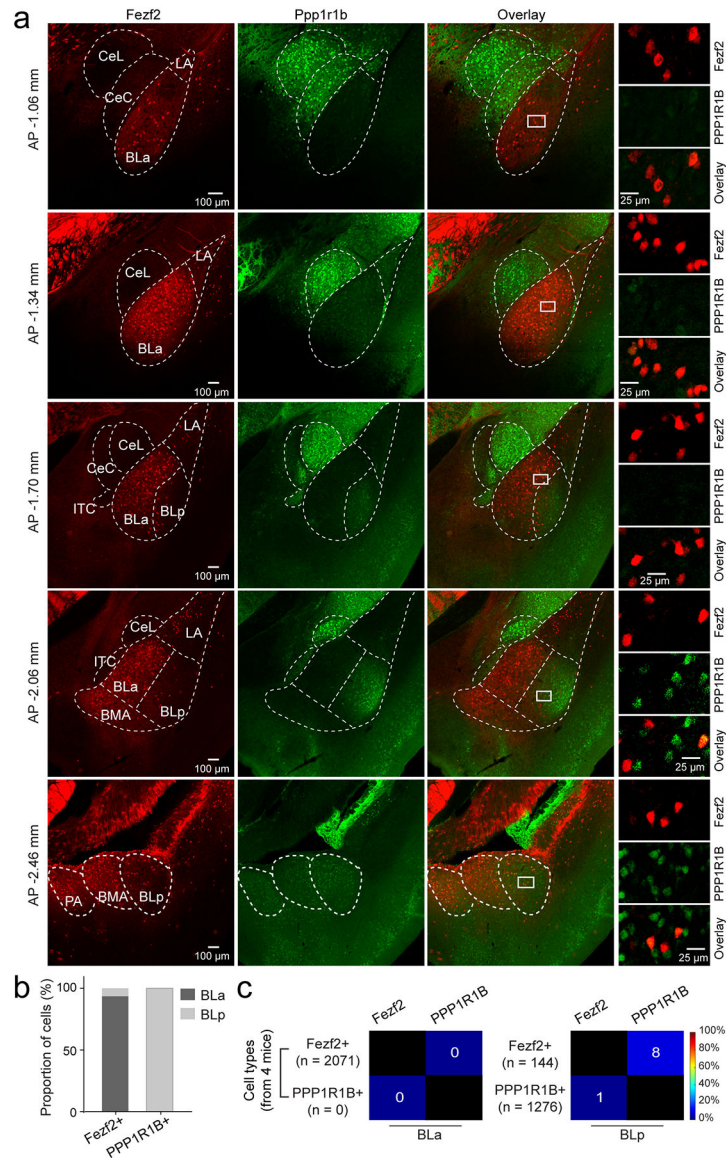 a
Fezf2
Ppp1r1b
Overlay
AP -1.06 mm
CeL
LA
CeC
BLa
100 µm
Fezf2
PPP1R1B
Overlay
25 µm
AP -1.34 mm
CeL
LA
BLa
100 µm
Fezf2
PPP1R1B
Overlay
25 µm
AP -1.70 mm
LA
CeL
CeC
ITC
BLa
BLp
100 µm
Fezf2
PPP1R1B
Overlay
25 µm
AP -2.06 mm
CeL
LA
ITC
BLa
BMA
BLp
100 µm
Fezf2
PPP1R1B
Overlay
25 µm
AP -2.46 mm
PA
BMA
BLp
100 µm
Fezf2
PPP1R1B
Overlay
25 µm
b
Proportion of cells (%)
100
50
0
BLa
BLp
Fezf2+
PPP1R1B+
c
Cell types
(from 4 mice)
Fezf2
PPP1R1B
Fezf2+
(n = 2071)
0
PPP1R1B+
(n = 0)
0
BLa
Fezf2
PPP1R1B
Fezf2+
(n = 144)
8
PPP1R1B+
(n = 1276)
1
BLp
100%
80%
60%
40%
20%
0%